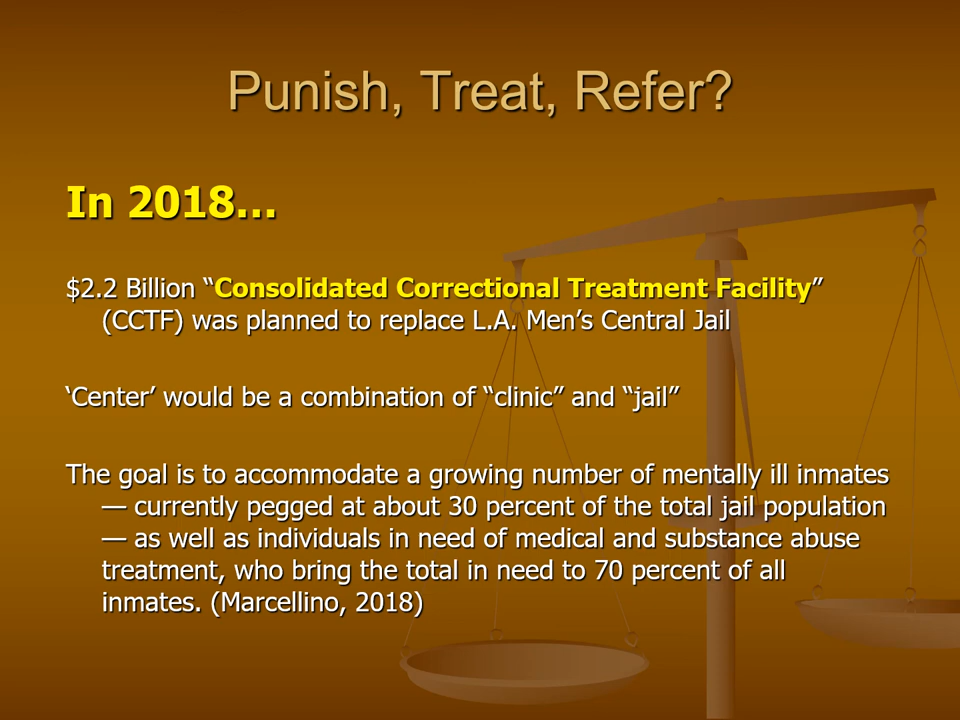 Punish, Treat, Refer?
In 2018…
$2.2 Billion “Consolidated Correctional Treatment Facility”
(CCTF) was planned to replace L.A. Men’s Central Jail
‘Center’ would be a combination of “clinic” and “jail”
The goal is to accommodate a growing number of mentally ill inmates
— currently pegged at about 30 percent of the total jail population
— as well as individuals in need of medical and substance abuse
treatment, who bring the total in need to 70 percent of all
inmates. (Marcellino, 2018)